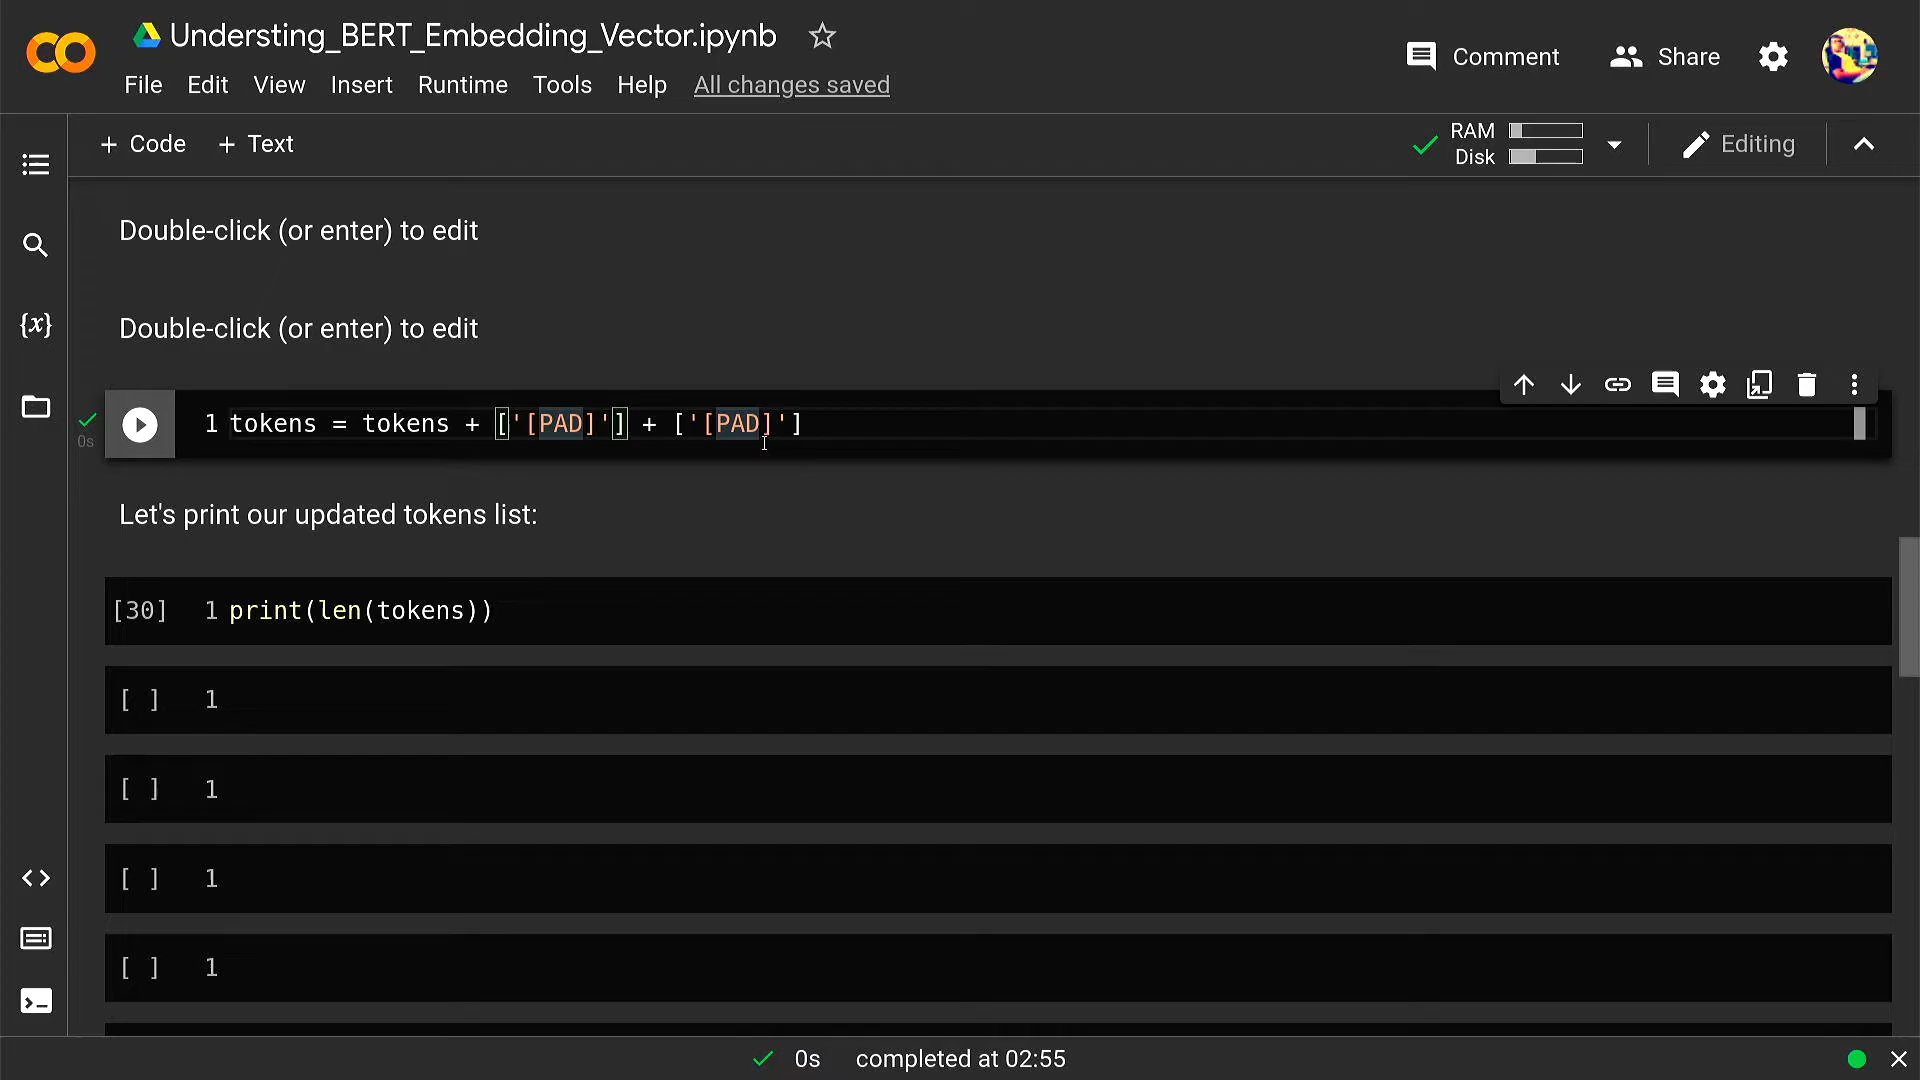 Understing_BERT_Embedding_Vector.ipynb
File Edit View Insert Runtime Tools Help All changes saved
Comment Share
+ Code + Text
RAM
Disk
Editing
Double-click (or enter) to edit
Double-click (or enter) to edit
{x}
0s
1 tokens = tokens + ['[PAD]'] + ['[PAD]']
Let's print our updated tokens list:
[30] 1 print(len(tokens))
[ ] 1
[ ] 1
[ ] 1
[ ] 1
0s completed at 02:55